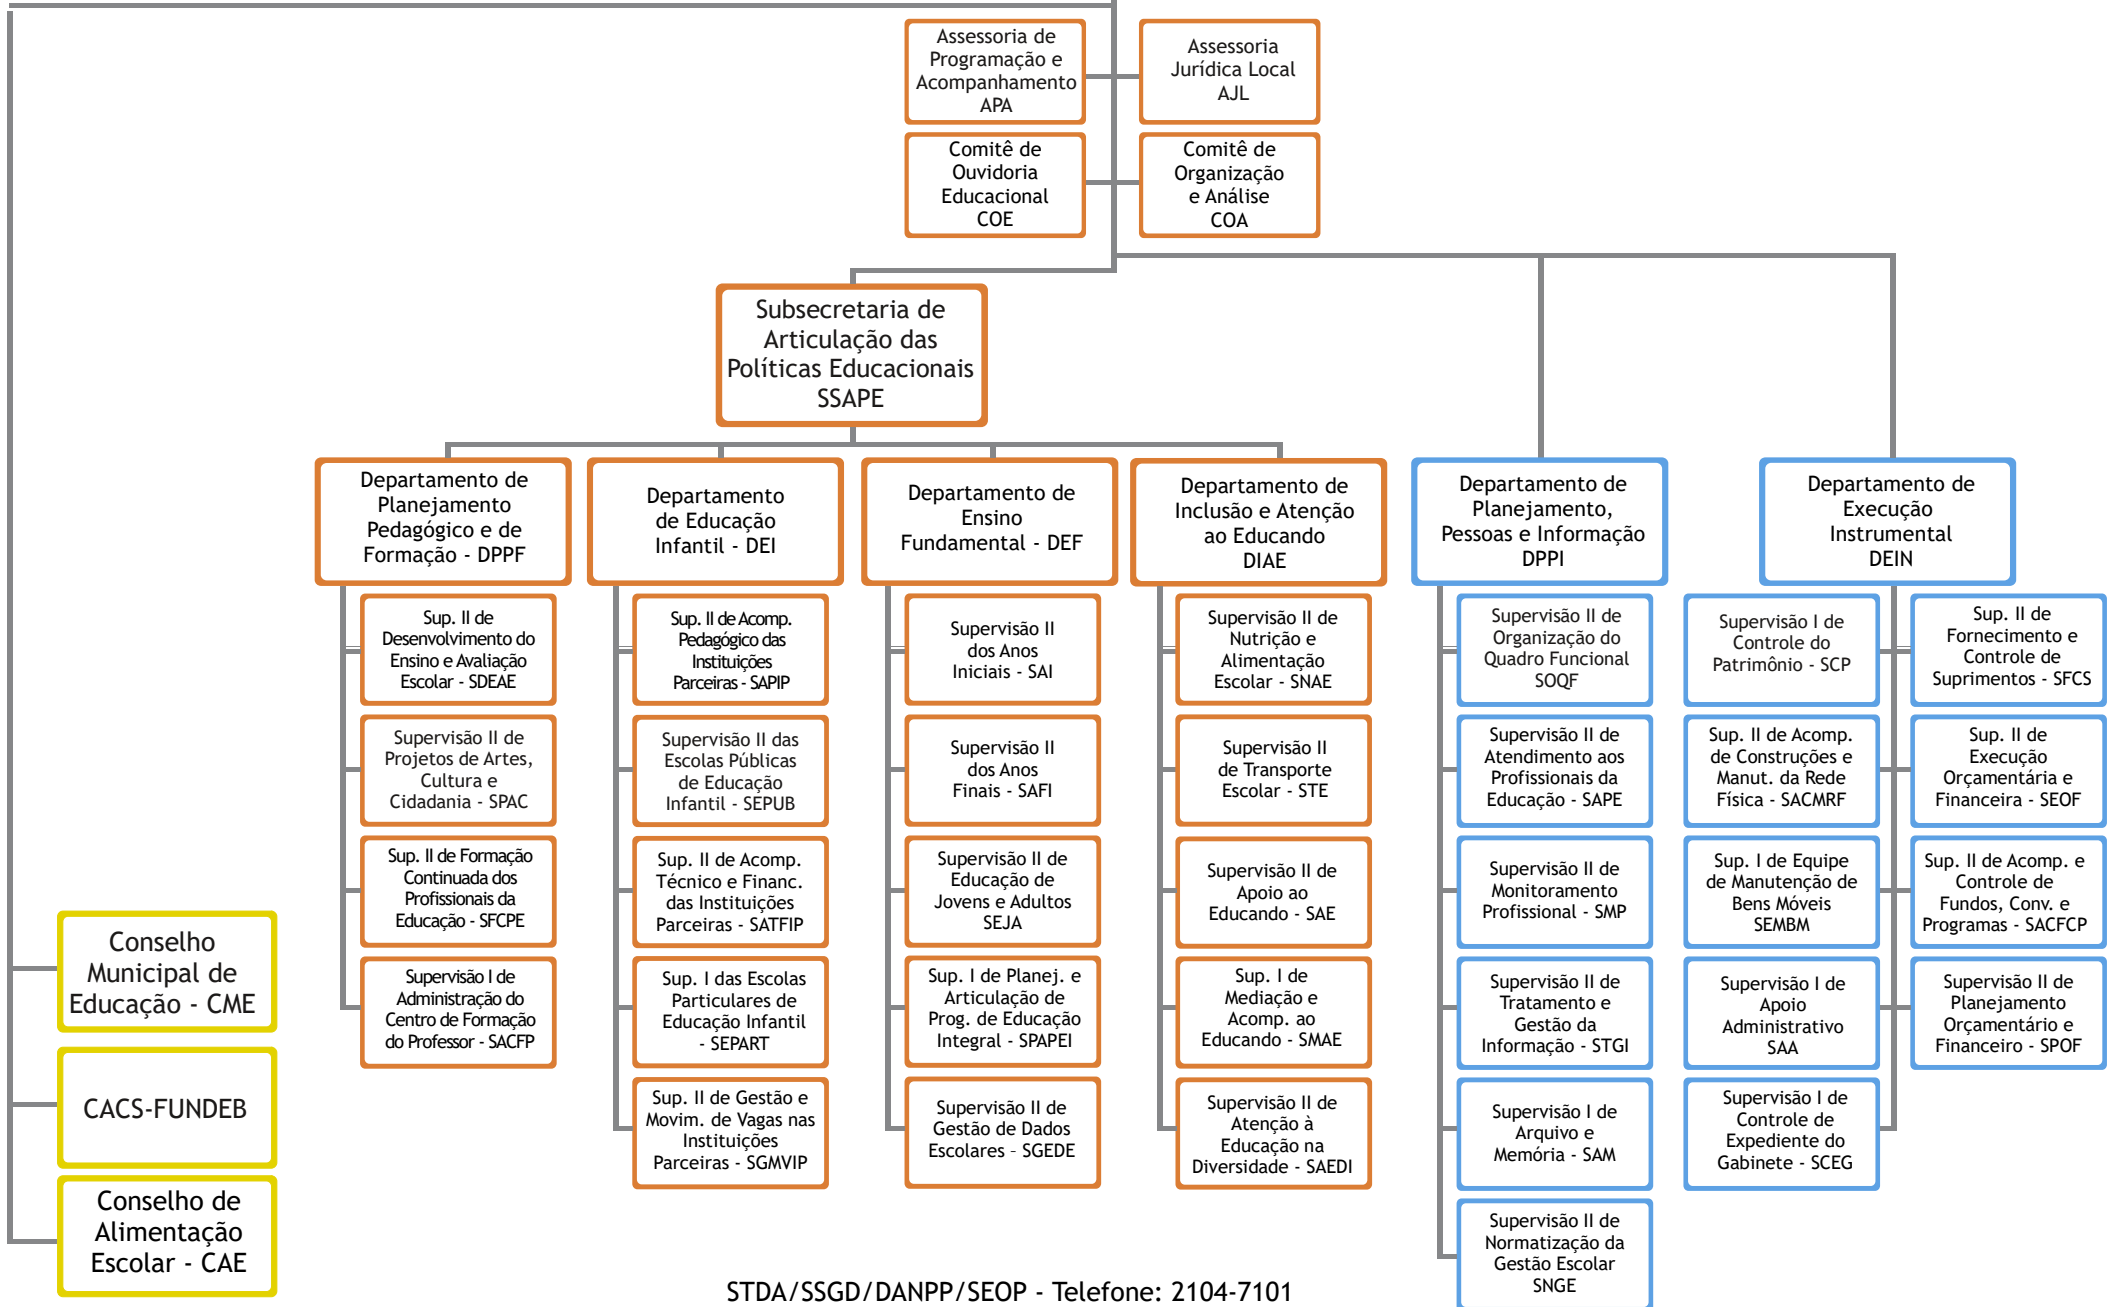 Assessoria de
Programação e
Acompanhamento
APA
Assessoria
Jurídica Local
AJL
Comitê de
Ouvidoria
Educacional
COE
Comitê de
Organização
e Análise
COA
Subsecretaria de
Articulação das
Políticas Educacionais
SSAPE
Departamento de
Planejamento
Pedagógico e de
Formação - DPPF
Sup. II de
Desenvolvimento do
Ensino e Avaliação
Escolar - SDEAE
Supervisão II de
Projetos de Artes,
Cultura e
Cidadania - SPAC
Sup. II de Formação
Continuada dos
Profissionais da
Educação - SFCPE
Supervisão I de
Administração do
Centro de Formação
do Professor - SACFP
Departamento
de Educação
Infantil - DEI
Sup. II de Acomp.
Pedagógico das
Instituições
Parceiras - SAPIP
Supervisão II das
Escolas Públicas
de Educação
Infantil - SEPUB
Sup. II de Acomp.
Técnico e Financ.
das Instituições
Parceiras - SATFIP
Sup. I das Escolas
Particulares de
Educação Infantil
- SEPART
Sup. II de Gestão e
Movim. de Vagas nas
Instituições
Parceiras - SGMVIP
Departamento de
Ensino
Fundamental - DEF
Supervisão II
dos Anos
Iniciais - SAI
Supervisão II
dos Anos
Finais - SAFI
Supervisão II de
Educação de
Jovens e Adultos
SEJA
Sup. I de Planej. e
Articulação de
Prog. de Educação
Integral - SPAPEI
Supervisão II de
Gestão de Dados
Escolares – SGEDE
Departamento de
Inclusão e Atenção
ao Educando
DIAE
Supervisão II de
Nutrição e
Alimentação
Escolar - SNAE
Supervisão II
de Transporte
Escolar - STE
Supervisão II de
Apoio ao
Educando - SAE
Sup. I de
Mediação e
Acomp. ao
Educando - SMAE
Supervisão II de
Atenção à
Educação na
Diversidade - SAEDI
Departamento de
Planejamento,
Pessoas e Informação
DPPI
Supervisão II de
Organização do
Quadro Funcional
SOQF
Supervisão II de
Atendimento aos
Profissionais da
Educação - SAPE
Supervisão II de
Monitoramento
Profissional - SMP
Supervisão II de
Tratamento e
Gestão da
Informação - STGI
Supervisão I de
Arquivo e
Memória - SAM
Supervisão II de
Normatização da
Gestão Escolar
SNGE
Departamento de
Execução
Instrumental
DEIN
Supervisão I de
Controle do
Patrimônio - SCP
Sup. II de
Fornecimento e
Controle de
Suprimentos - SFCS
Sup. II de Acomp.
de Construções e
Manut. da Rede
Física - SACMRF
Sup. II de
Execução
Orçamentária e
Financeira - SEOF
Sup. I de Equipe
de Manutenção de
Bens Móveis
SEMBM
Sup. II de Acomp. e
Controle de
Fundos, Conv. e
Programas - SACFCP
Supervisão I de
Apoio
Administrativo
SAA
Supervisão II de
Planejamento
Orçamentário e
Financeiro - SPOF
Supervisão I de
Controle de
Expediente do
Gabinete - SCEG
Conselho
Municipal de
Educação - CME
CACS-FUNDEB
Conselho de
Alimentação
Escolar - CAE
STDA/SSGD/DANPP/SEOP - Telefone: 2104-7101